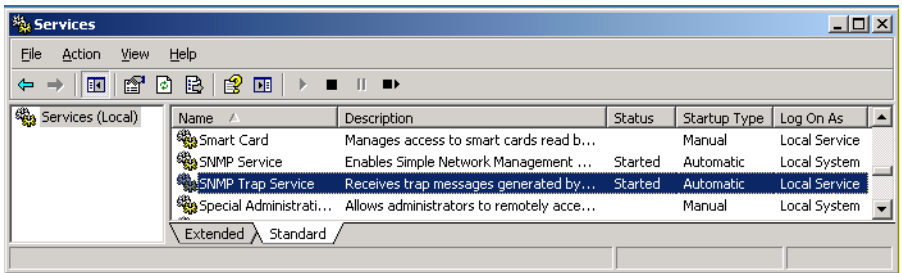 Services
File Action View Help
Services (Local)
Name Description Status Startup Type Log On As
Smart Card Manages access to smart cards read b... Manual Local Service
SNMP Service Enables Simple Network Management ... Started Automatic Local System
SNMP Trap Service Receives trap messages generated by... Started Automatic Local Service
Special Administrati... Allows administrators to remotely acce... Manual Local System
Extended Standard